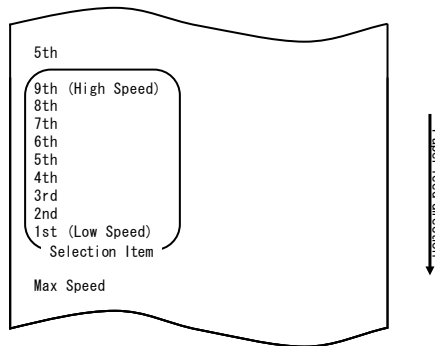 5th
9th (High Speed)
8th
7th
6th
5th
4th
3rd
2nd
1st (Low Speed)
Selection Item
Max Speed